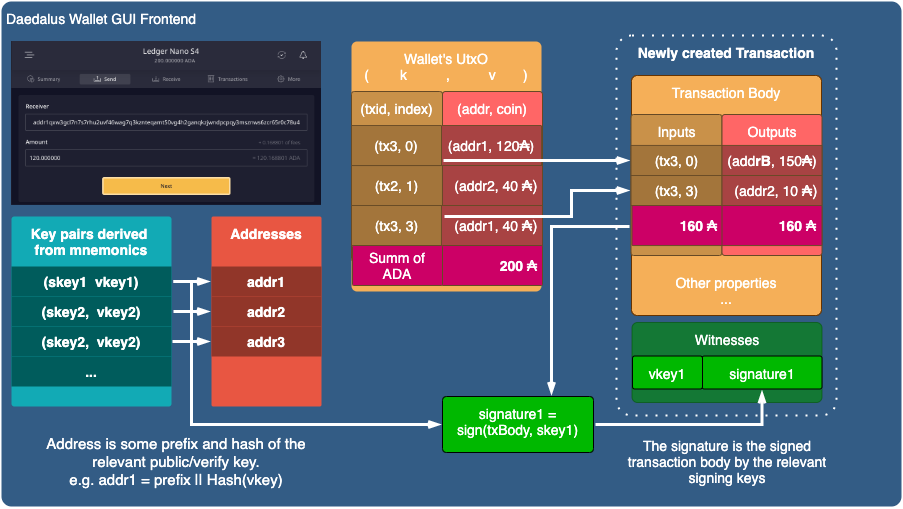 Daedalus Wallet GUI Frontend
Ledger Nano S4
280.000000 ADA
Summary
Send
Receive
Transactions
More
Receiver
Amount
120.000000
= 120.168801 ADA
Next
Key pairs derived
from mnemonics
(skey1 vkey1)
(skey2, vkey2)
(skey2, vkey2)
...
Addresses
addr1
addr2
addr3
Address is some prefix and hash of the
relevant public/verify key.
e.g. addr1 = prefix || Hash(vkey)
Wallet's UtxO
( k , v )
(txid, index) (addr, coin)
(tx3, 0) (addr1, 120₳)
(tx2, 1) (addr2, 40 ₳)
(tx3, 3) (addr1, 40 ₳)
Summ of
ADA
200 ₳
signature1 =
sign(txBody, skey1)
Newly created Transaction
Transaction Body
Inputs Outputs
(tx3, 0) (addrB, 150₳)
(tx3, 3) (addr2, 10 ₳)
160 ₳ 160 ₳
Other properties
...
Witnesses
vkey1 signature1
The signature is the signed
transaction body by the relevant
signing keys